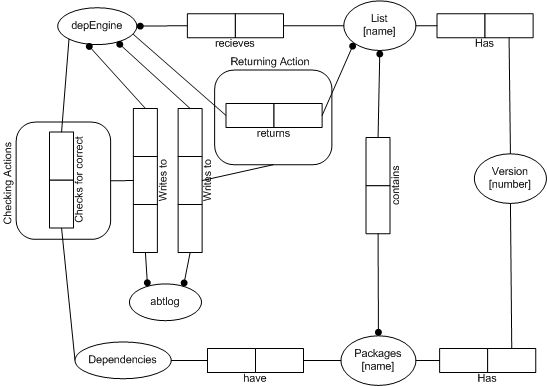 depEngine
List
[name]
recieves
Has
Returning Action
returns
Checking Actions
Checks for correct
Writes to
Writes to
contains
Version
[number]
abtlog
Dependencies
have
Packages
[name]
Has